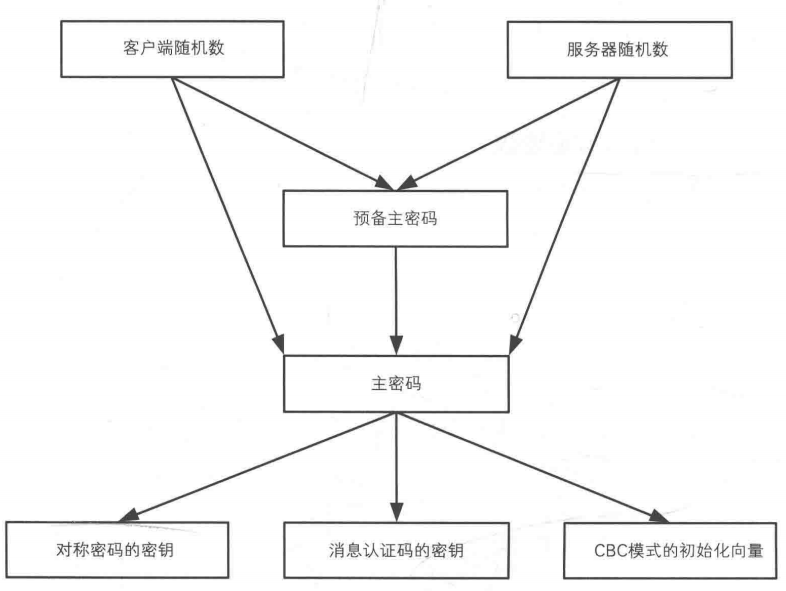 客户端随机数
服务器随机数
预备主密码
主密码
对称密码的密钥
消息认证码的密钥
CBC模式的初始化向量